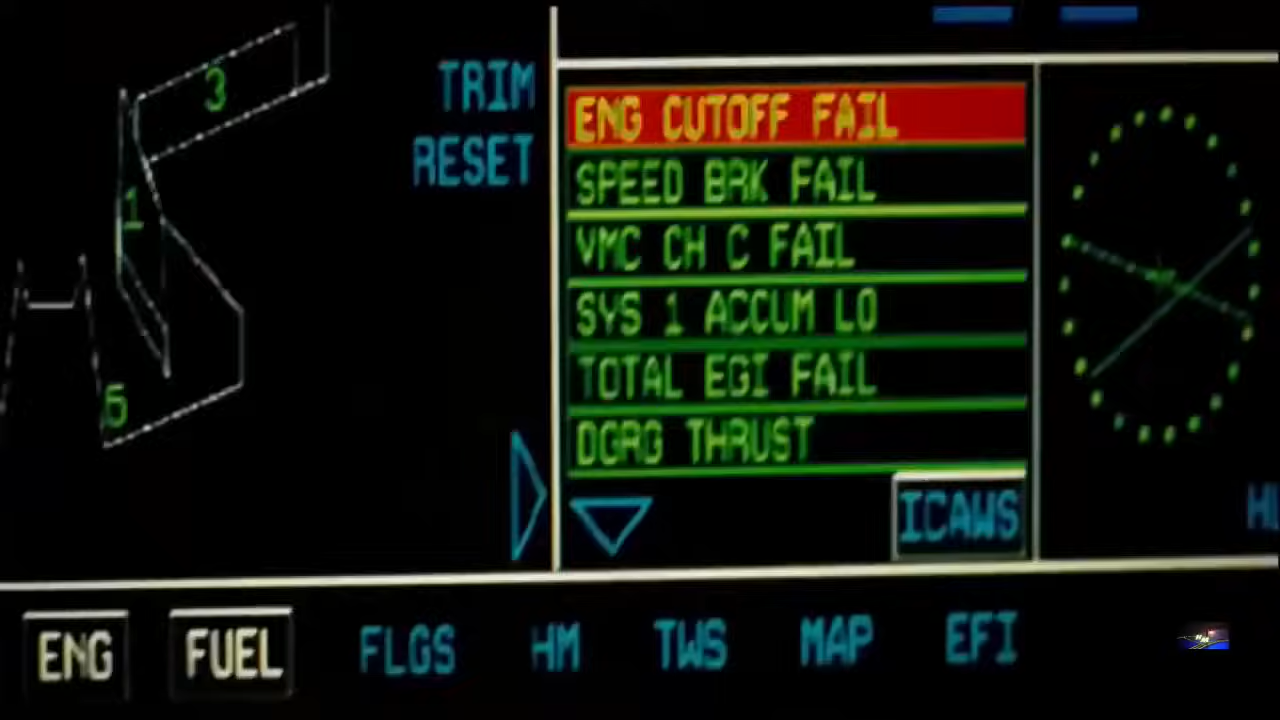 3
1
5
TRIM
RESET
ENG CUTOFF FAIL
SPEED BRK FAIL
VMC CH C FAIL
SYS 1 ACCUM LO
TOTAL EGI FAIL
DGRG THRUST
ICAWS
ENG FUEL FLGS HM TWS MAP EFI